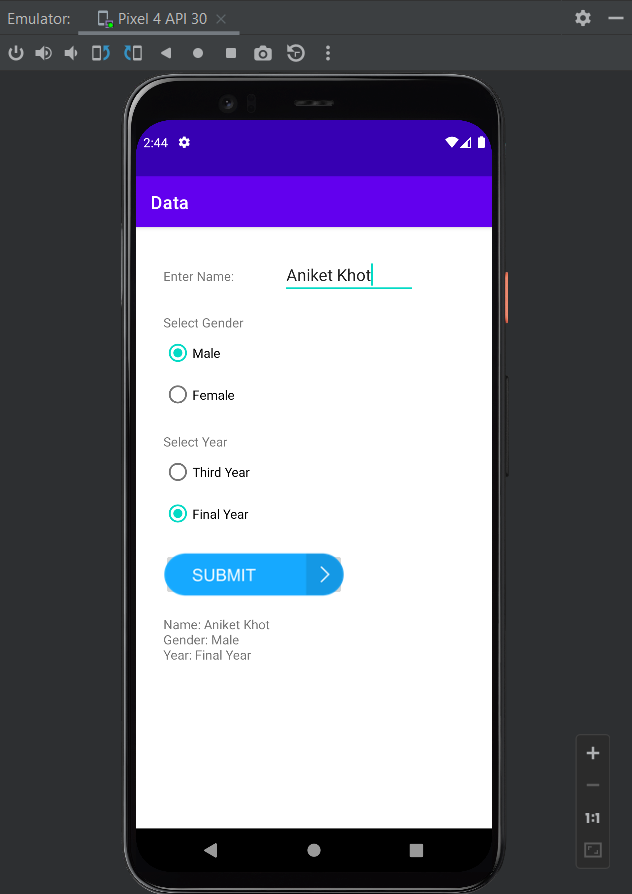 Emulator: Pixel 4 API 30
2:44
Data
Enter Name: Aniket Khot
Select Gender
Male
Female
Select Year
Third Year
Final Year
SUBMIT
Name: Aniket Khot
Gender: Male
Year: Final Year
1:1